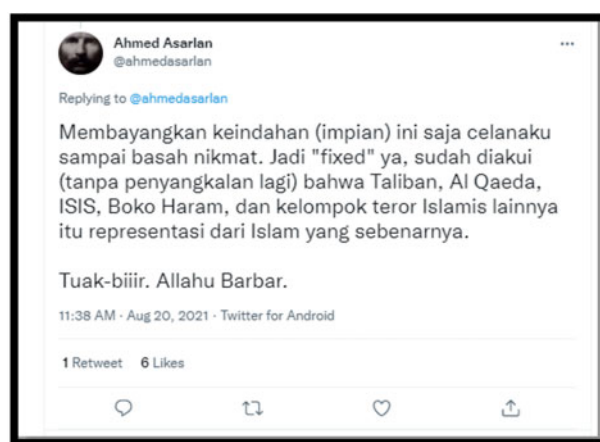 Ahmed Asarlan
@ahmedasarlan
Replying to @ahmedasarlan
Membayangkan keindahan (impian) ini saja celanaku
sampai basah nikmat. Jadi "fixed" ya, sudah diakui
(tanpa penyangkalan lagi) bahwa Taliban, Al Qaeda,
ISIS, Boko Haram, dan kelompok teror Islamis lainnya
itu representasi dari Islam yang sebenarnya.
Tuak-biiir. Allahu Barbar.
11:38 AM · Aug 20, 2021 · Twitter for Android
1 Retweet 6 Likes